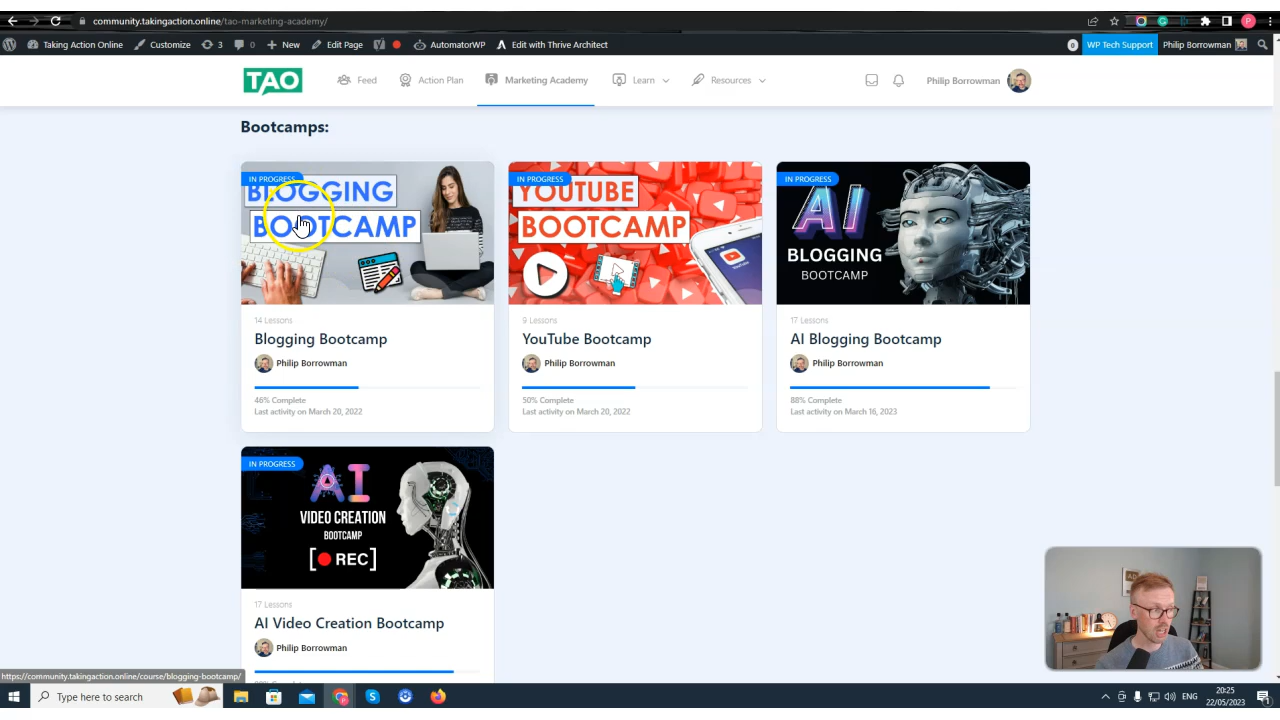 community.takingaction.online/tao-marketing-academy/
Taking Action Online
Customize
3
0
New
Edit Page
AutomatorWP
Edit with Thrive Architect
0
WP Tech Support
Philip Borrowman
TAO
Feed
Action Plan
Marketing Academy
Learn
Resources
Philip Borrowman
Bootcamps:
IN PROGRESS
BLOGGING
BOOTCAMP
14 Lessons
Blogging Bootcamp
Philip Borrowman
46% Complete
Last activity on March 20, 2022
IN PROGRESS
YOUTUBE
BOOTCAMP
YouTube
9 Lessons
YouTube Bootcamp
Philip Borrowman
50% Complete
Last activity on March 20, 2022
IN PROGRESS
AI
BLOGGING
BOOTCAMP
17 Lessons
AI Blogging Bootcamp
Philip Borrowman
88% Complete
Last activity on March 16, 2023
IN PROGRESS
AI
VIDEO CREATION
BOOTCAMP
[ REC]
17 Lessons
AI Video Creation Bootcamp
Philip Borrowman
https://community.takingaction.online/course/blogging-bootcamp/
Type here to search
ENG
20:25
22/05/2023
1